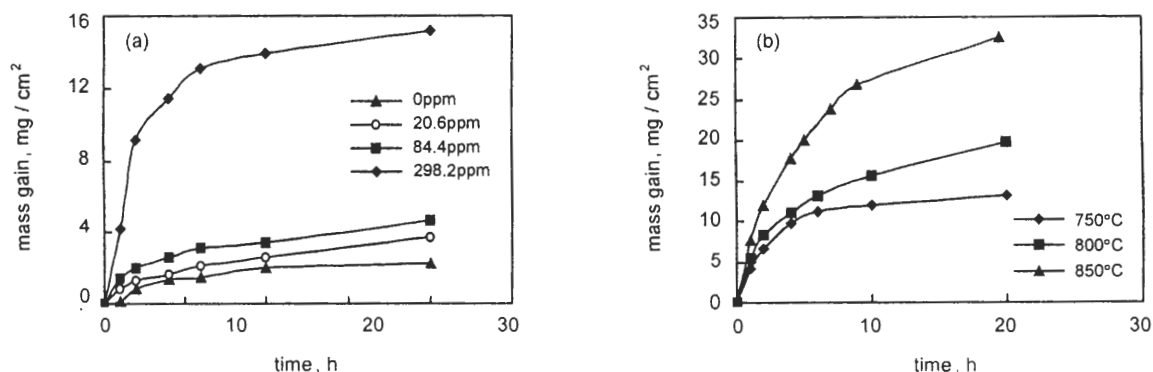 (a)
mass gain, mg / cm²
16
12
8
4
0
0
10
20
30
time, h
0ppm
20.6ppm
84.4ppm
298.2ppm
(b)
mass gain, mg / cm²
35
30
25
20
15
10
5
0
0
10
20
30
time, h
750°C
800°C
850°C